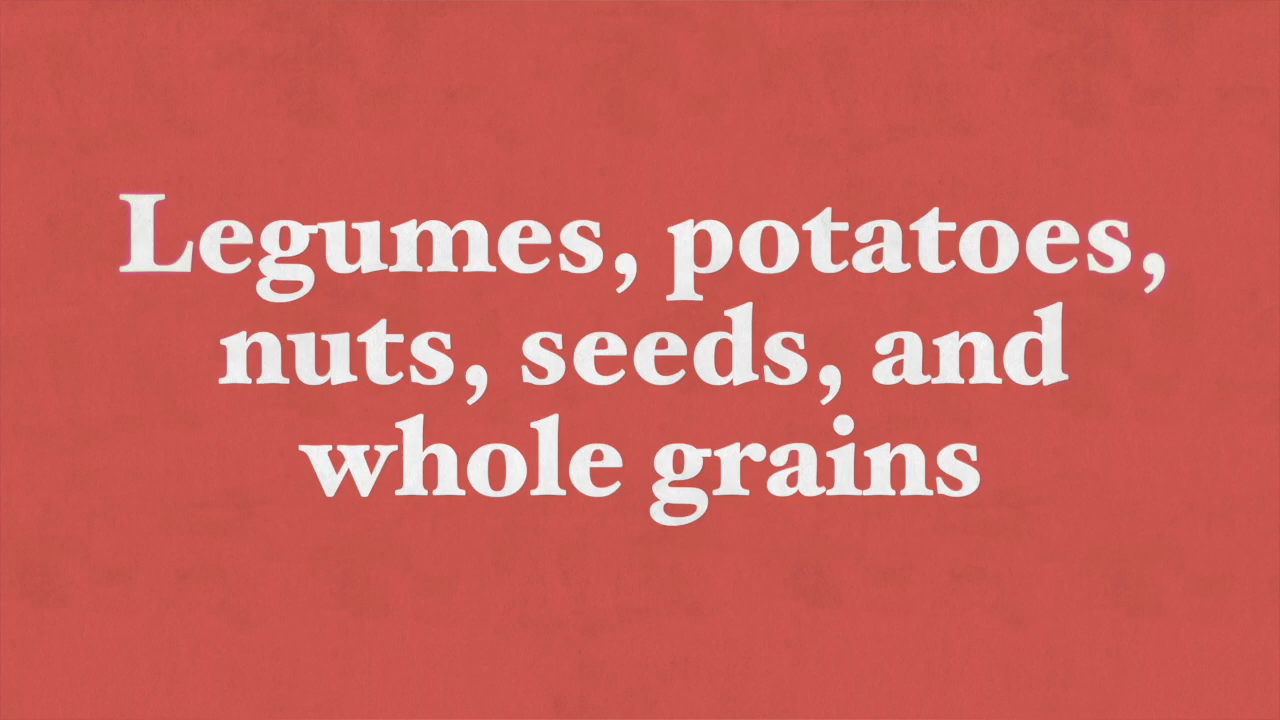 Legumes, potatoes,
nuts, seeds, and
whole grains